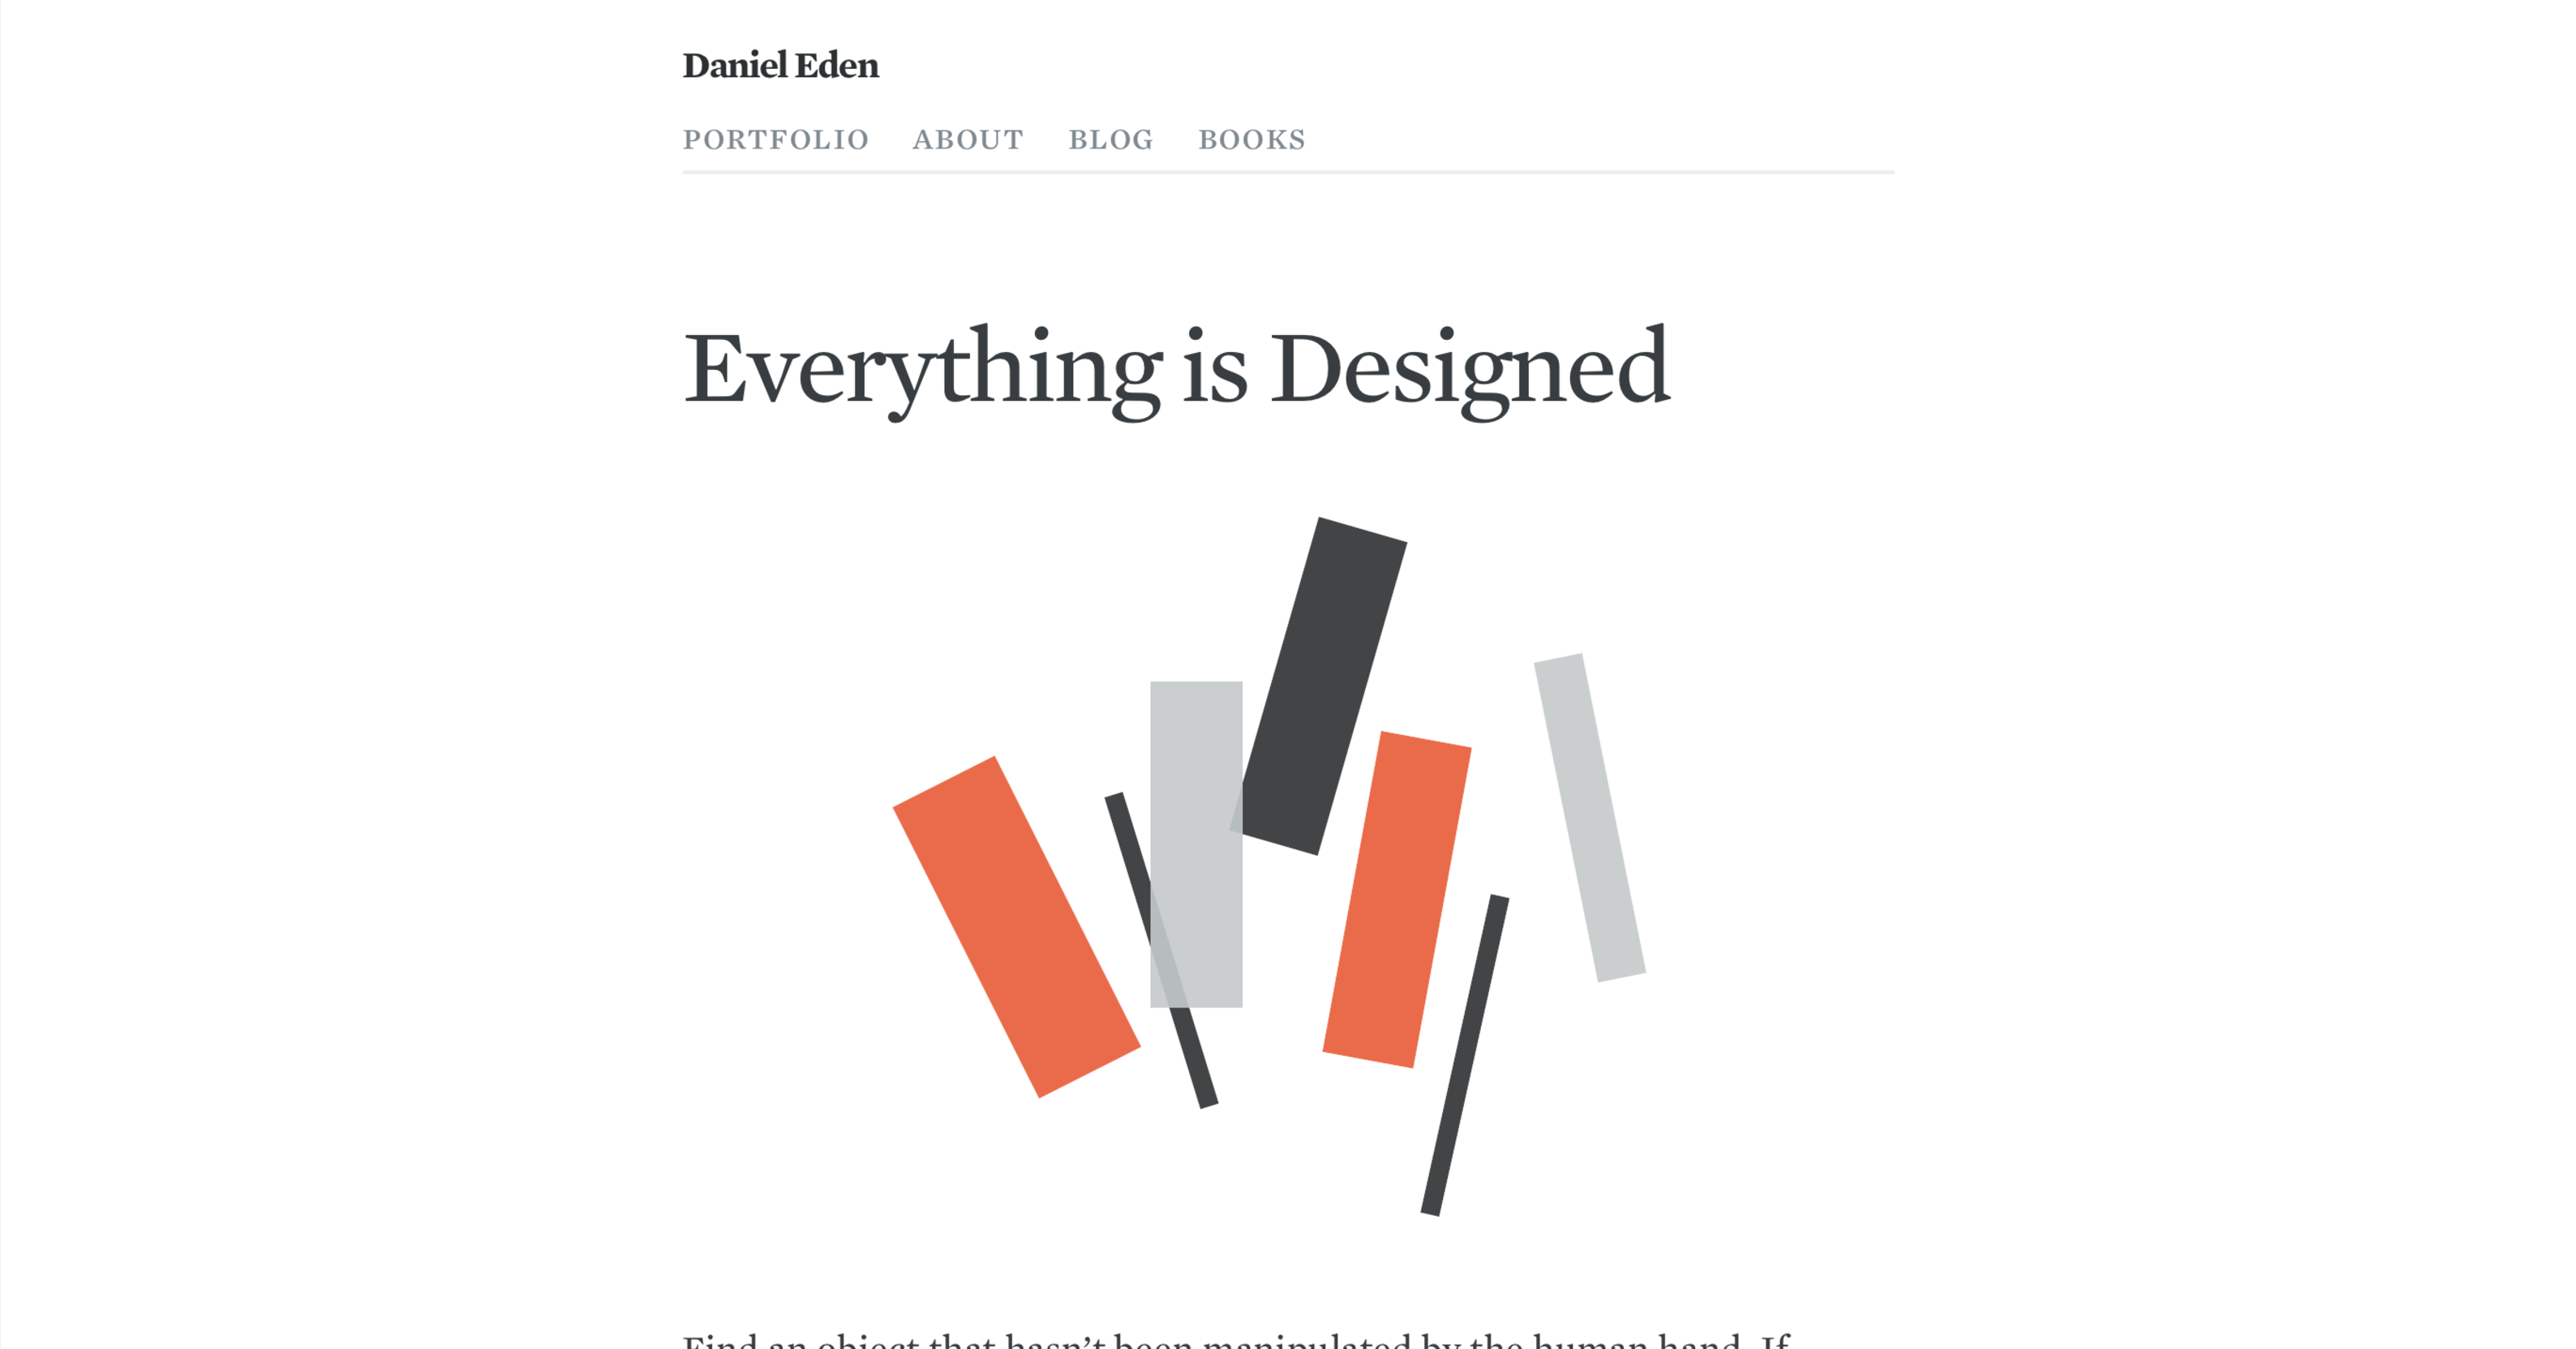 Daniel Eden
PORTFOLIO ABOUT BLOG BOOKS
Everything is Designed
Find an object that hasn’t been manipulated by the human hand. If